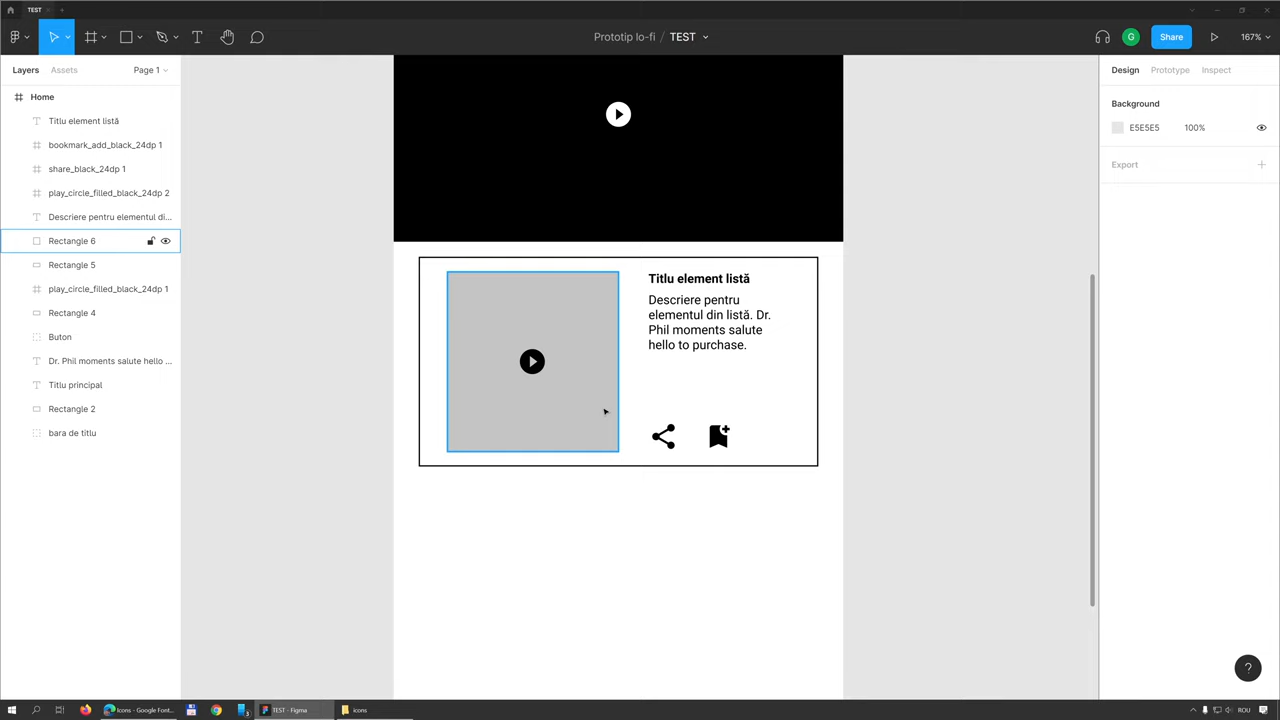 TEST
Prototip lo-fi / TEST
G
Share
167%
Layers
Assets
Page 1
Home
Titlu element listă
bookmark_add_black_24dp 1
share_black_24dp 1
play_circle_filled_black_24dp 2
Descriere pentru elementul di...
Rectangle 6
Rectangle 5
play_circle_filled_black_24dp 1
Rectangle 4
Buton
Dr. Phil moments salute hello ...
Titlu principal
Rectangle 2
bara de titlu
Titlu element listă
Descriere pentru
elementul din listă. Dr.
Phil moments salute
hello to purchase.
Design
Prototype
Inspect
Background
E5E5E5
100%
Export
?
Icons - Google Font...
TEST - Figma
icons
ROU